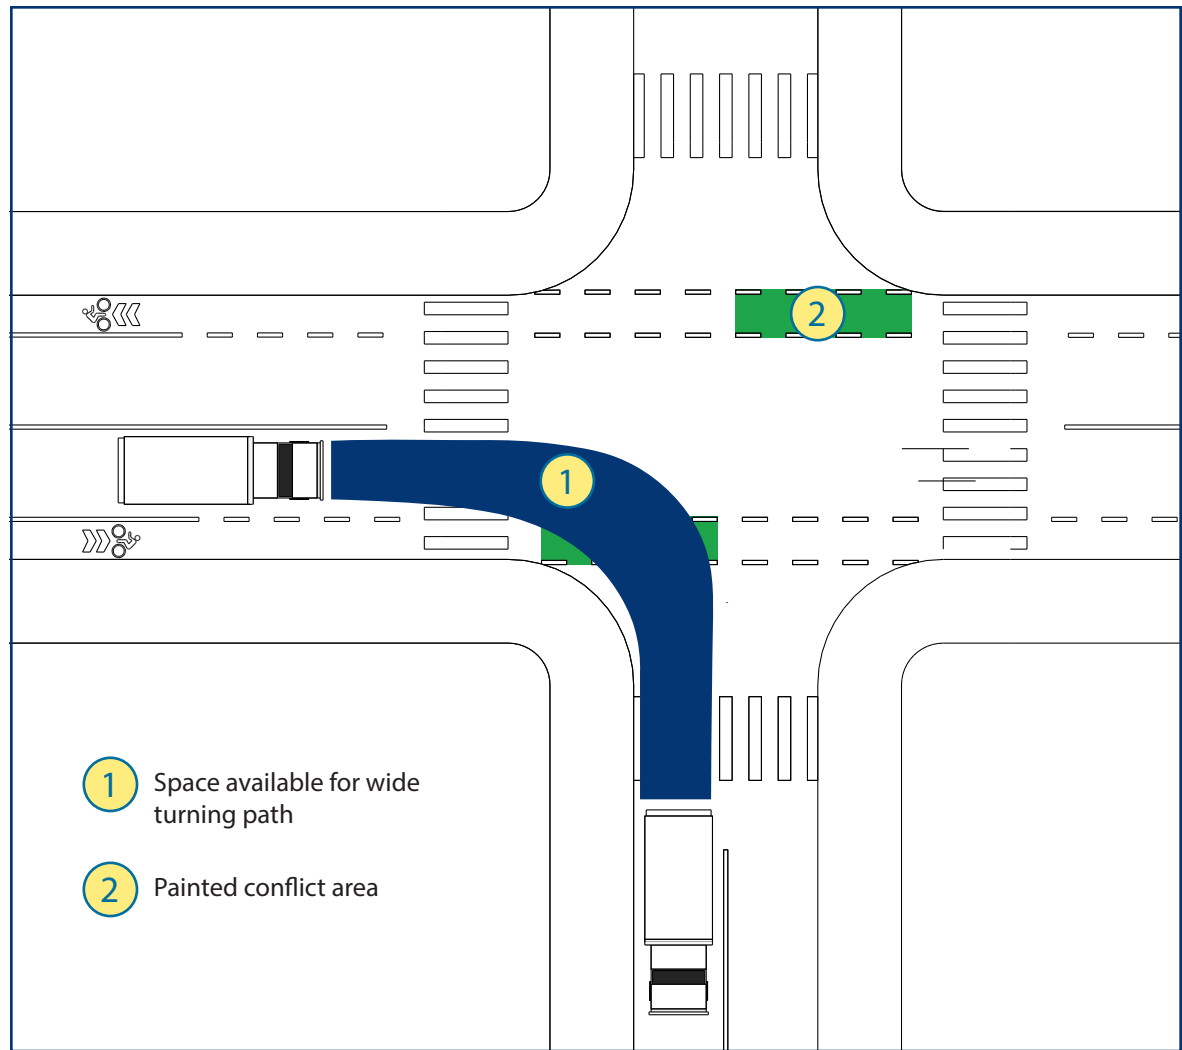 2
1
1 Space available for wide
turning path
2 Painted conflict area